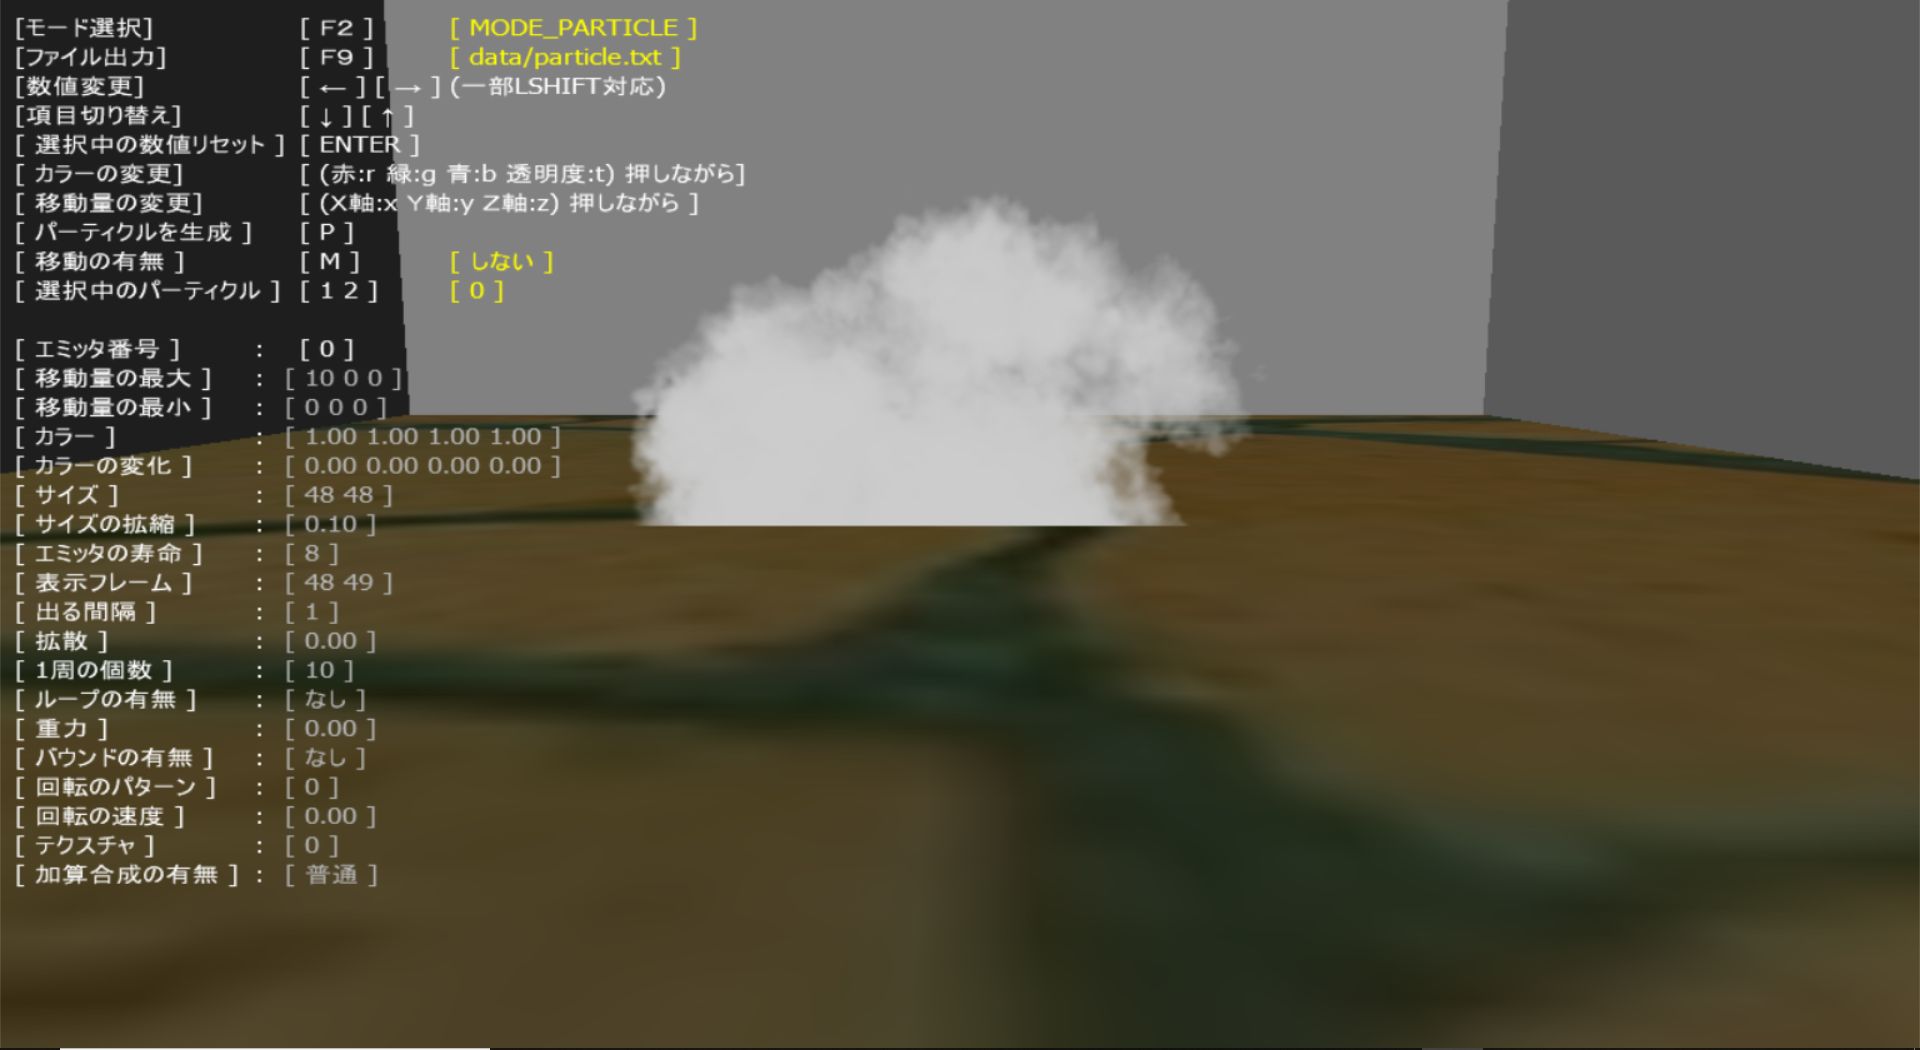 [モード選択] [ F2 ] [ MODE_PARTICLE ]
[ファイル出力] [ F9 ] [ data/particle.txt ]
[数値変更] [ ← ] [ → ] (一部LSHIFT対応)
[項目切り替え] [ ↓ ] [ ↑ ]
[ 選択中の数値リセット ] [ ENTER ]
[ カラーの変更] [ (赤:r 緑:g 青:b 透明度:t) 押しながら]
[ 移動量の変更] [ (X軸:x Y軸:y Z軸:z) 押しながら ]
[ パーティクルを生成 ] [ P ]
[ 移動の有無 ] [ M ] [ しない ]
[ 選択中のパーティクル ] [ 1 2 ] [ 0 ]
[ エミッタ番号 ] : [ 0 ]
[ 移動量の最大 ] : [ 10 0 0 ]
[ 移動量の最小 ] : [ 0 0 0 ]
[ カラー ] : [ 1.00 1.00 1.00 1.00 ]
[ カラーの変化 ] : [ 0.00 0.00 0.00 0.00 ]
[ サイズ ] : [ 48 48 ]
[ サイズの拡縮 ] : [ 0.10 ]
[ エミッタの寿命 ] : [ 8 ]
[ 表示フレーム ] : [ 48 49 ]
[ 出る間隔 ] : [ 1 ]
[ 拡散 ] : [ 0.00 ]
[ 1周の個数 ] : [ 10 ]
[ ループの有無 ] : [ なし ]
[ 重力 ] : [ 0.00 ]
[ バウンドの有無 ] : [ なし ]
[ 回転のパターン ] : [ 0 ]
[ 回転の速度 ] : [ 0.00 ]
[ テクスチャ ] : [ 0 ]
[ 加算合成の有無 ] : [ 普通 ]